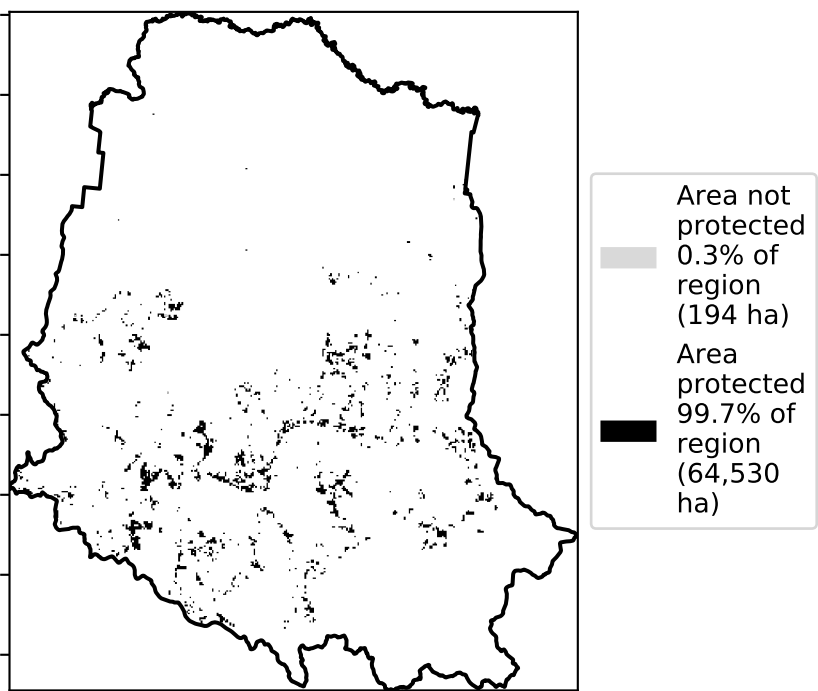 Area not
protected
0.3% of
region
(194 ha)
Area
protected
99.7% of
region
(64,530
ha)